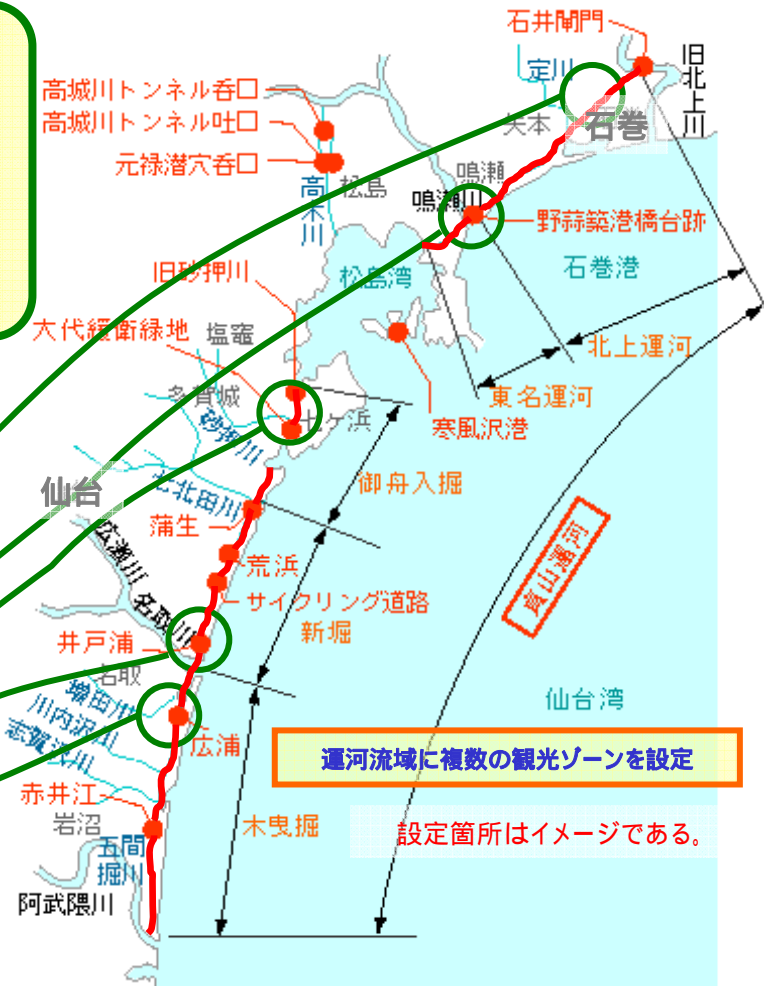 石井閘門
旧北上川
定川
高城川トンネル呑口
高城川トンネル吐口
元禄潜穴呑口
矢本
石巻
高木川
松島
鳴瀬
鳴瀬川
野蒜築港橋台跡
旧砂押川
松島湾
石巻港
大代緩衛緑地
塩竈
北上運河
多賀城
東名運河
砂押川
七ケ浜
寒風沢港
仙台
七北田川
御舟入掘
蒲生
広瀬川
荒浜
貞山運河
名取川
サイクリング道路
井戸浦
新堀
名取
増田川
川内沢川
志賀沢川
仙台湾
広浦
運河流域に複数の観光ゾーンを設定
赤井江
岩沼
木曳掘
設定箇所はイメージである。
五間
掘川
阿武隈川